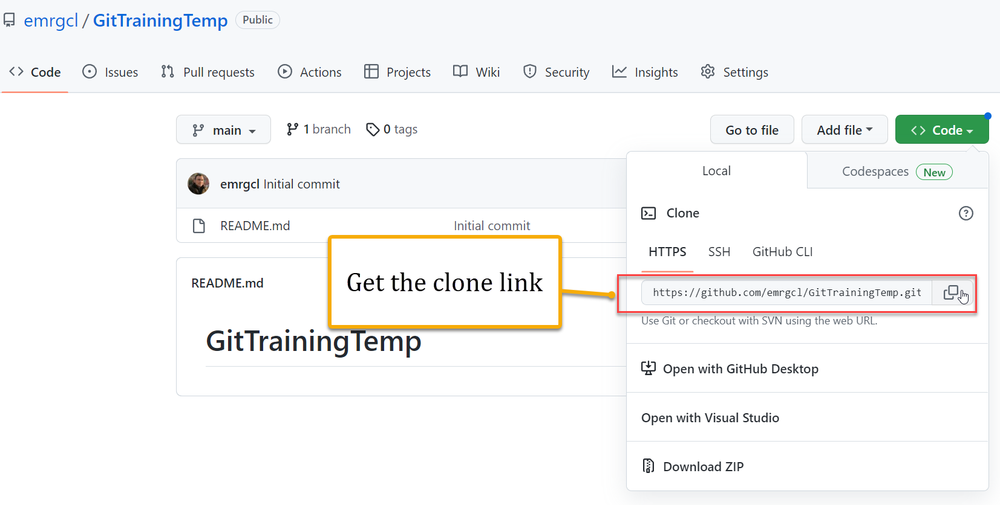 emrgcl / GitTrainingTemp Public
Code Issues Pull requests Actions Projects Wiki Security Insights Settings
main 1 branch 0 tags Go to file Add file Code
Local Codespaces New
emrgcl Initial commit
Clone
README.md Initial commit
HTTPS SSH GitHub CLI
Get the clone link
README.md
https://github.com/emrgcl/GitTrainingTemp.git
Use Git or checkout with SVN using the web URL.
GitTrainingTemp
Open with GitHub Desktop
Open with Visual Studio
Download ZIP